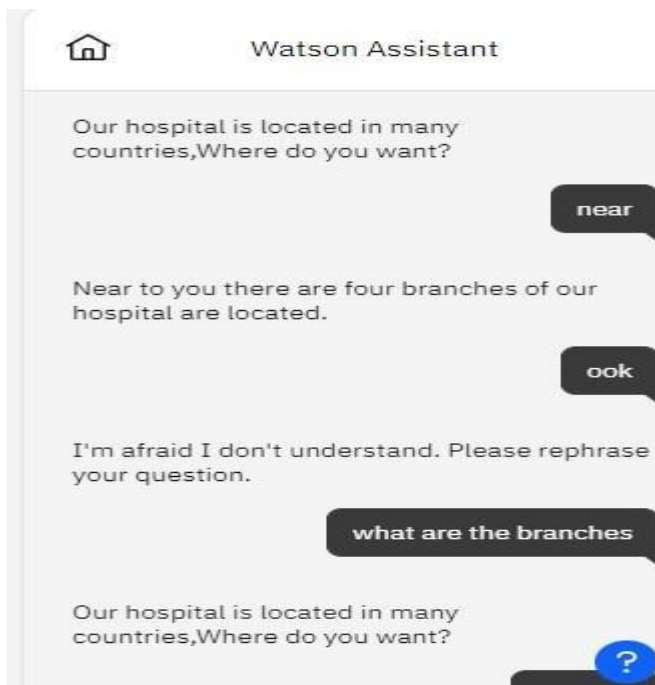 Watson Assistant
Our hospital is located in many
countries,Where do you want?
near
Near to you there are four branches of our
hospital are located.
ook
I'm afraid I don't understand. Please rephrase
your question.
what are the branches
Our hospital is located in many
countries,Where do you want?
?